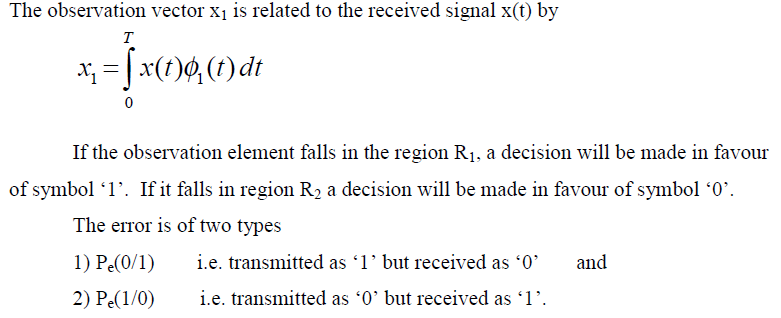 The observation vector x₁ is related to the received signal x(t) by
x₁ = ∫₀ᵀ x(t)ϕ₁(t) dt
If the observation element falls in the region R₁, a decision will be made in favour
of symbol ‘1’. If it falls in region R₂ a decision will be made in favour of symbol ‘0’.
The error is of two types
1) Pₑ(0/1) i.e. transmitted as ‘1’ but received as ‘0’ and
2) Pₑ(1/0) i.e. transmitted as ‘0’ but received as ‘1’.